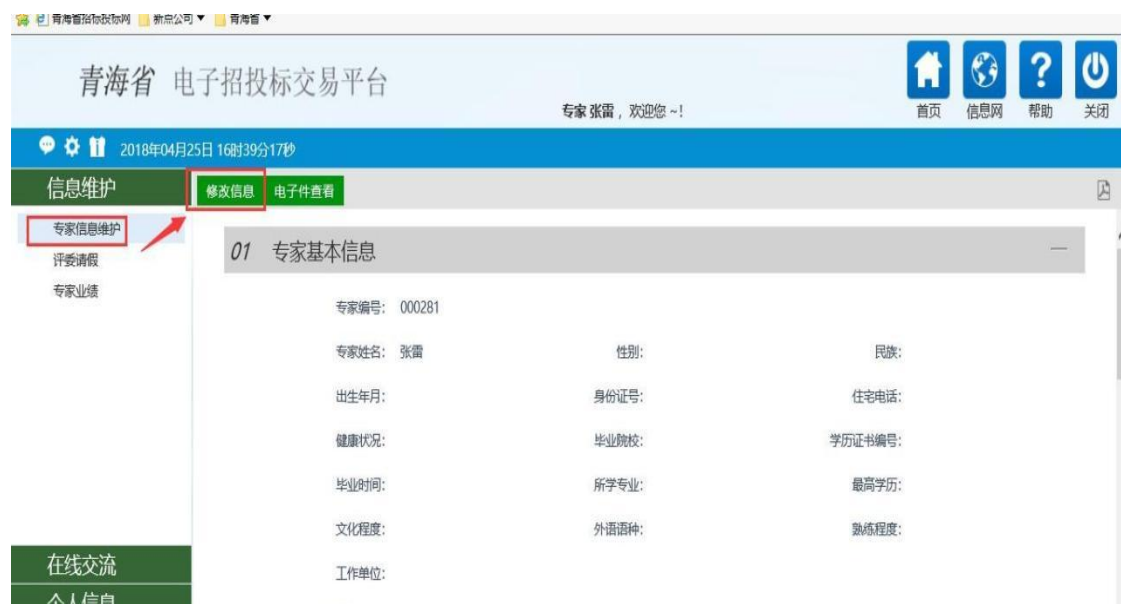 青海省招标投标网 新点公司 青海省
青海省 电子招投标交易平台
专家 张雷，欢迎您 ~!
首页 信息网 帮助 关闭
2018年04月25日 16时39分17秒
信息维护
修改信息 电子件查看
专家信息维护
评委请假
专家业绩
01 专家基本信息
专家编号: 000281
专家姓名: 张雷 性别: 民族:
出生年月: 身份证号: 住宅电话:
健康状况: 毕业院校: 学历证书编号:
毕业时间: 所学专业: 最高学历:
文化程度: 外语语种: 熟练程度:
工作单位:
在线交流
个人信息